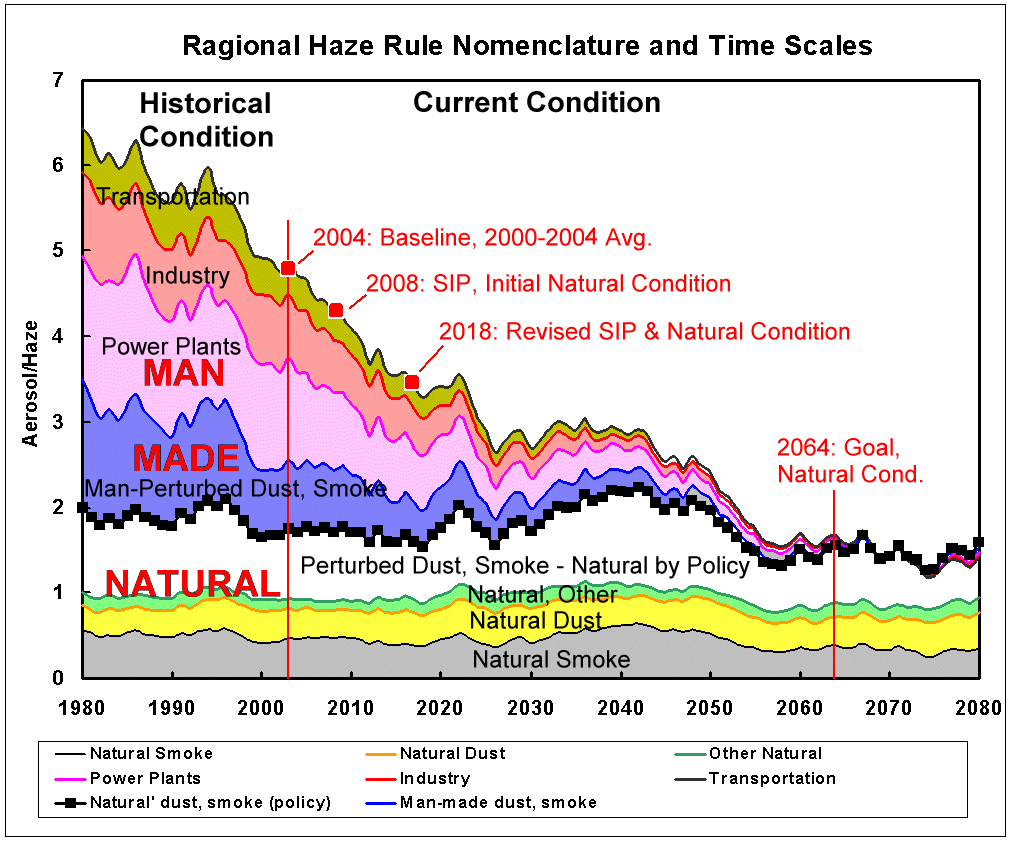 Ragional Haze Rule Nomenclature and Time Scales
7
6
5
4
3
2
1
0
Aerosol/Haze
Historical
Condition
Current Condition
Transportation
2004: Baseline, 2000-2004 Avg.
Industry
2008: SIP, Initial Natural Condition
2018: Revised SIP & Natural Condition
Power Plants
MAN
MADE
2064: Goal,
Natural Cond.
Man-Perturbed Dust, Smoke
Perturbed Dust, Smoke - Natural by Policy
NATURAL
Natural, Other
Natural Dust
Natural Smoke
1980 1990 2000 2010 2020 2030 2040 2050 2060 2070 2080
Natural Smoke Natural Dust Other Natural
Power Plants Industry Transportation
Natural' dust, smoke (policy) Man-made dust, smoke